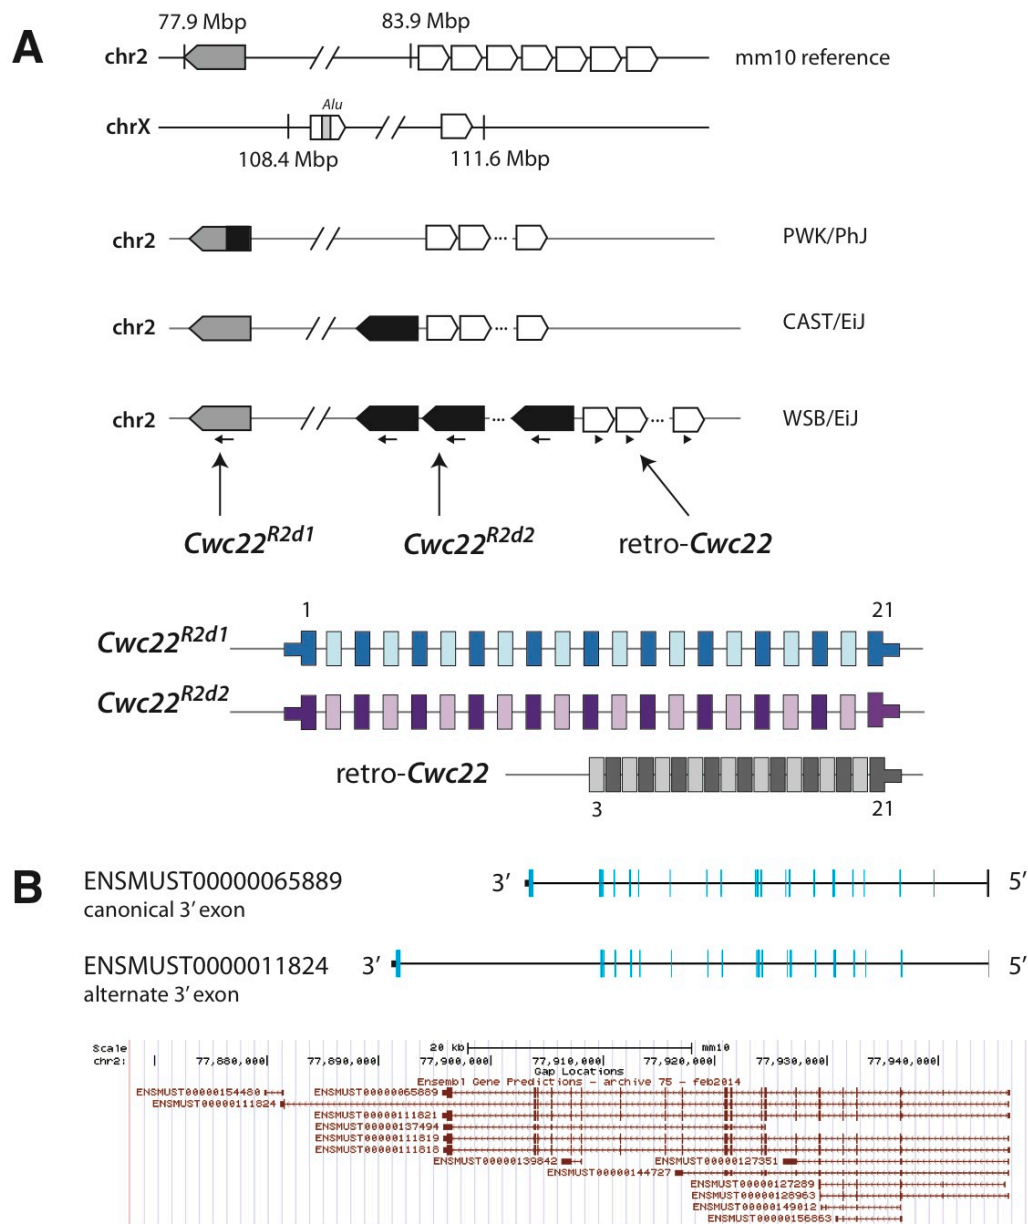 A
77.9 Mbp 83.9 Mbp
chr2 mm10 reference
Alu
chrX
108.4 Mbp 111.6 Mbp
chr2 PWK/PhJ
...
chr2 CAST/EiJ
...
chr2 WSB/EiJ
... ...
Cwc22R2d1 Cwc22R2d2 retro-Cwc22
1 21
Cwc22R2d1
Cwc22R2d2
retro-Cwc22
3 21
B
ENSMUST00000065889 3′ 5′
canonical 3′ exon
ENSMUST0000011824 3′ 5′
alternate 3′ exon
Scale 20 kb mm10
chr2: 77,880,000 77,890,000 77,900,000 77,910,000 77,920,000 77,930,000 77,940,000
Gap Locations
Ensembl Gene Predictions - archive 75 - feb2014
ENSMUST00000154480 ENSMUST00000065889
ENSMUST00000111824
ENSMUST00000111821
ENSMUST00000137494
ENSMUST00000111819
ENSMUST00000111818
ENSMUST00000139842 ENSMUST00000127351
ENSMUST00000144727
ENSMUST00000127289
ENSMUST00000128963
ENSMUST00000149012
ENSMUST00000156863